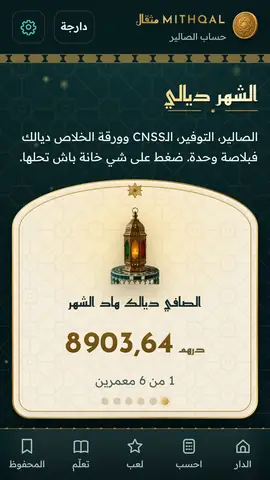 MITHQAL مثقال
حساب الصالير
دارجة
الشهر ديالي
الصالير، التوفير، الـCNSS وورقة الخلاص ديالك
فبلاصة وحدة. ضغط على شي خانة باش تحلها.
الصافي ديالك هاد الشهر
8903,64 درهم
1 من 6 معمرين
الدار
احسب
لعب
تعلّم
المحفوظ